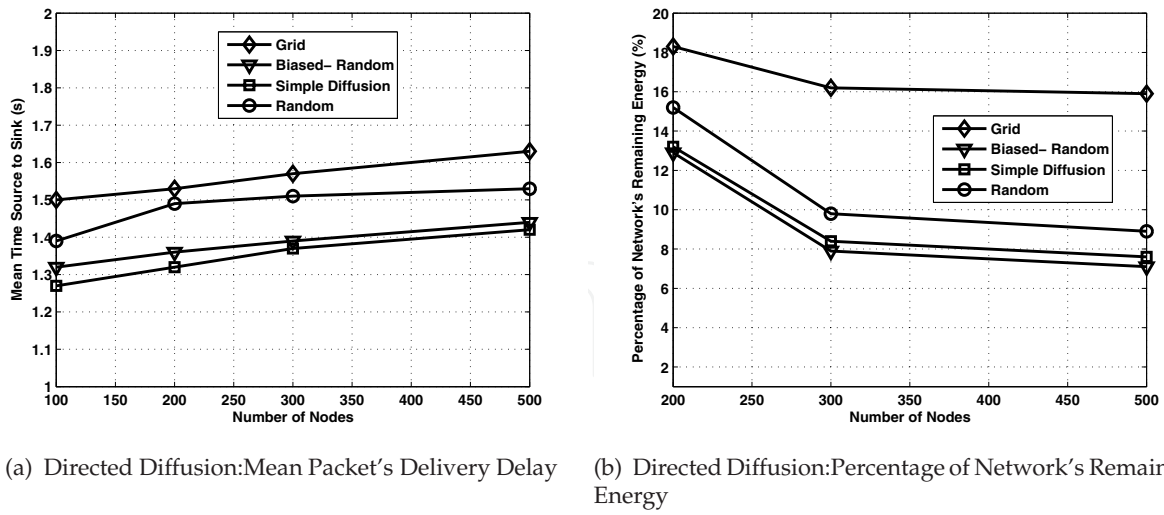 2
1.9
1.8
1.7
1.6
1.5
1.4
1.3
1.2
1.1
1
100 150 200 250 300 350 400 450 500
Mean Time Source to Sink (s)
Number of Nodes
Grid
Biased– Random
Simple Diffusion
Random
(a) Directed Diffusion:Mean Packet's Delivery Delay
20
18
16
14
12
10
8
6
4
2
200 250 300 350 400 450 500
Percentage of Network's Remaining Energy (%)
Number of Nodes
Grid
Biased– Random
Simple Diffusion
Random
(b) Directed Diffusion:Percentage of Network's Remain
Energy